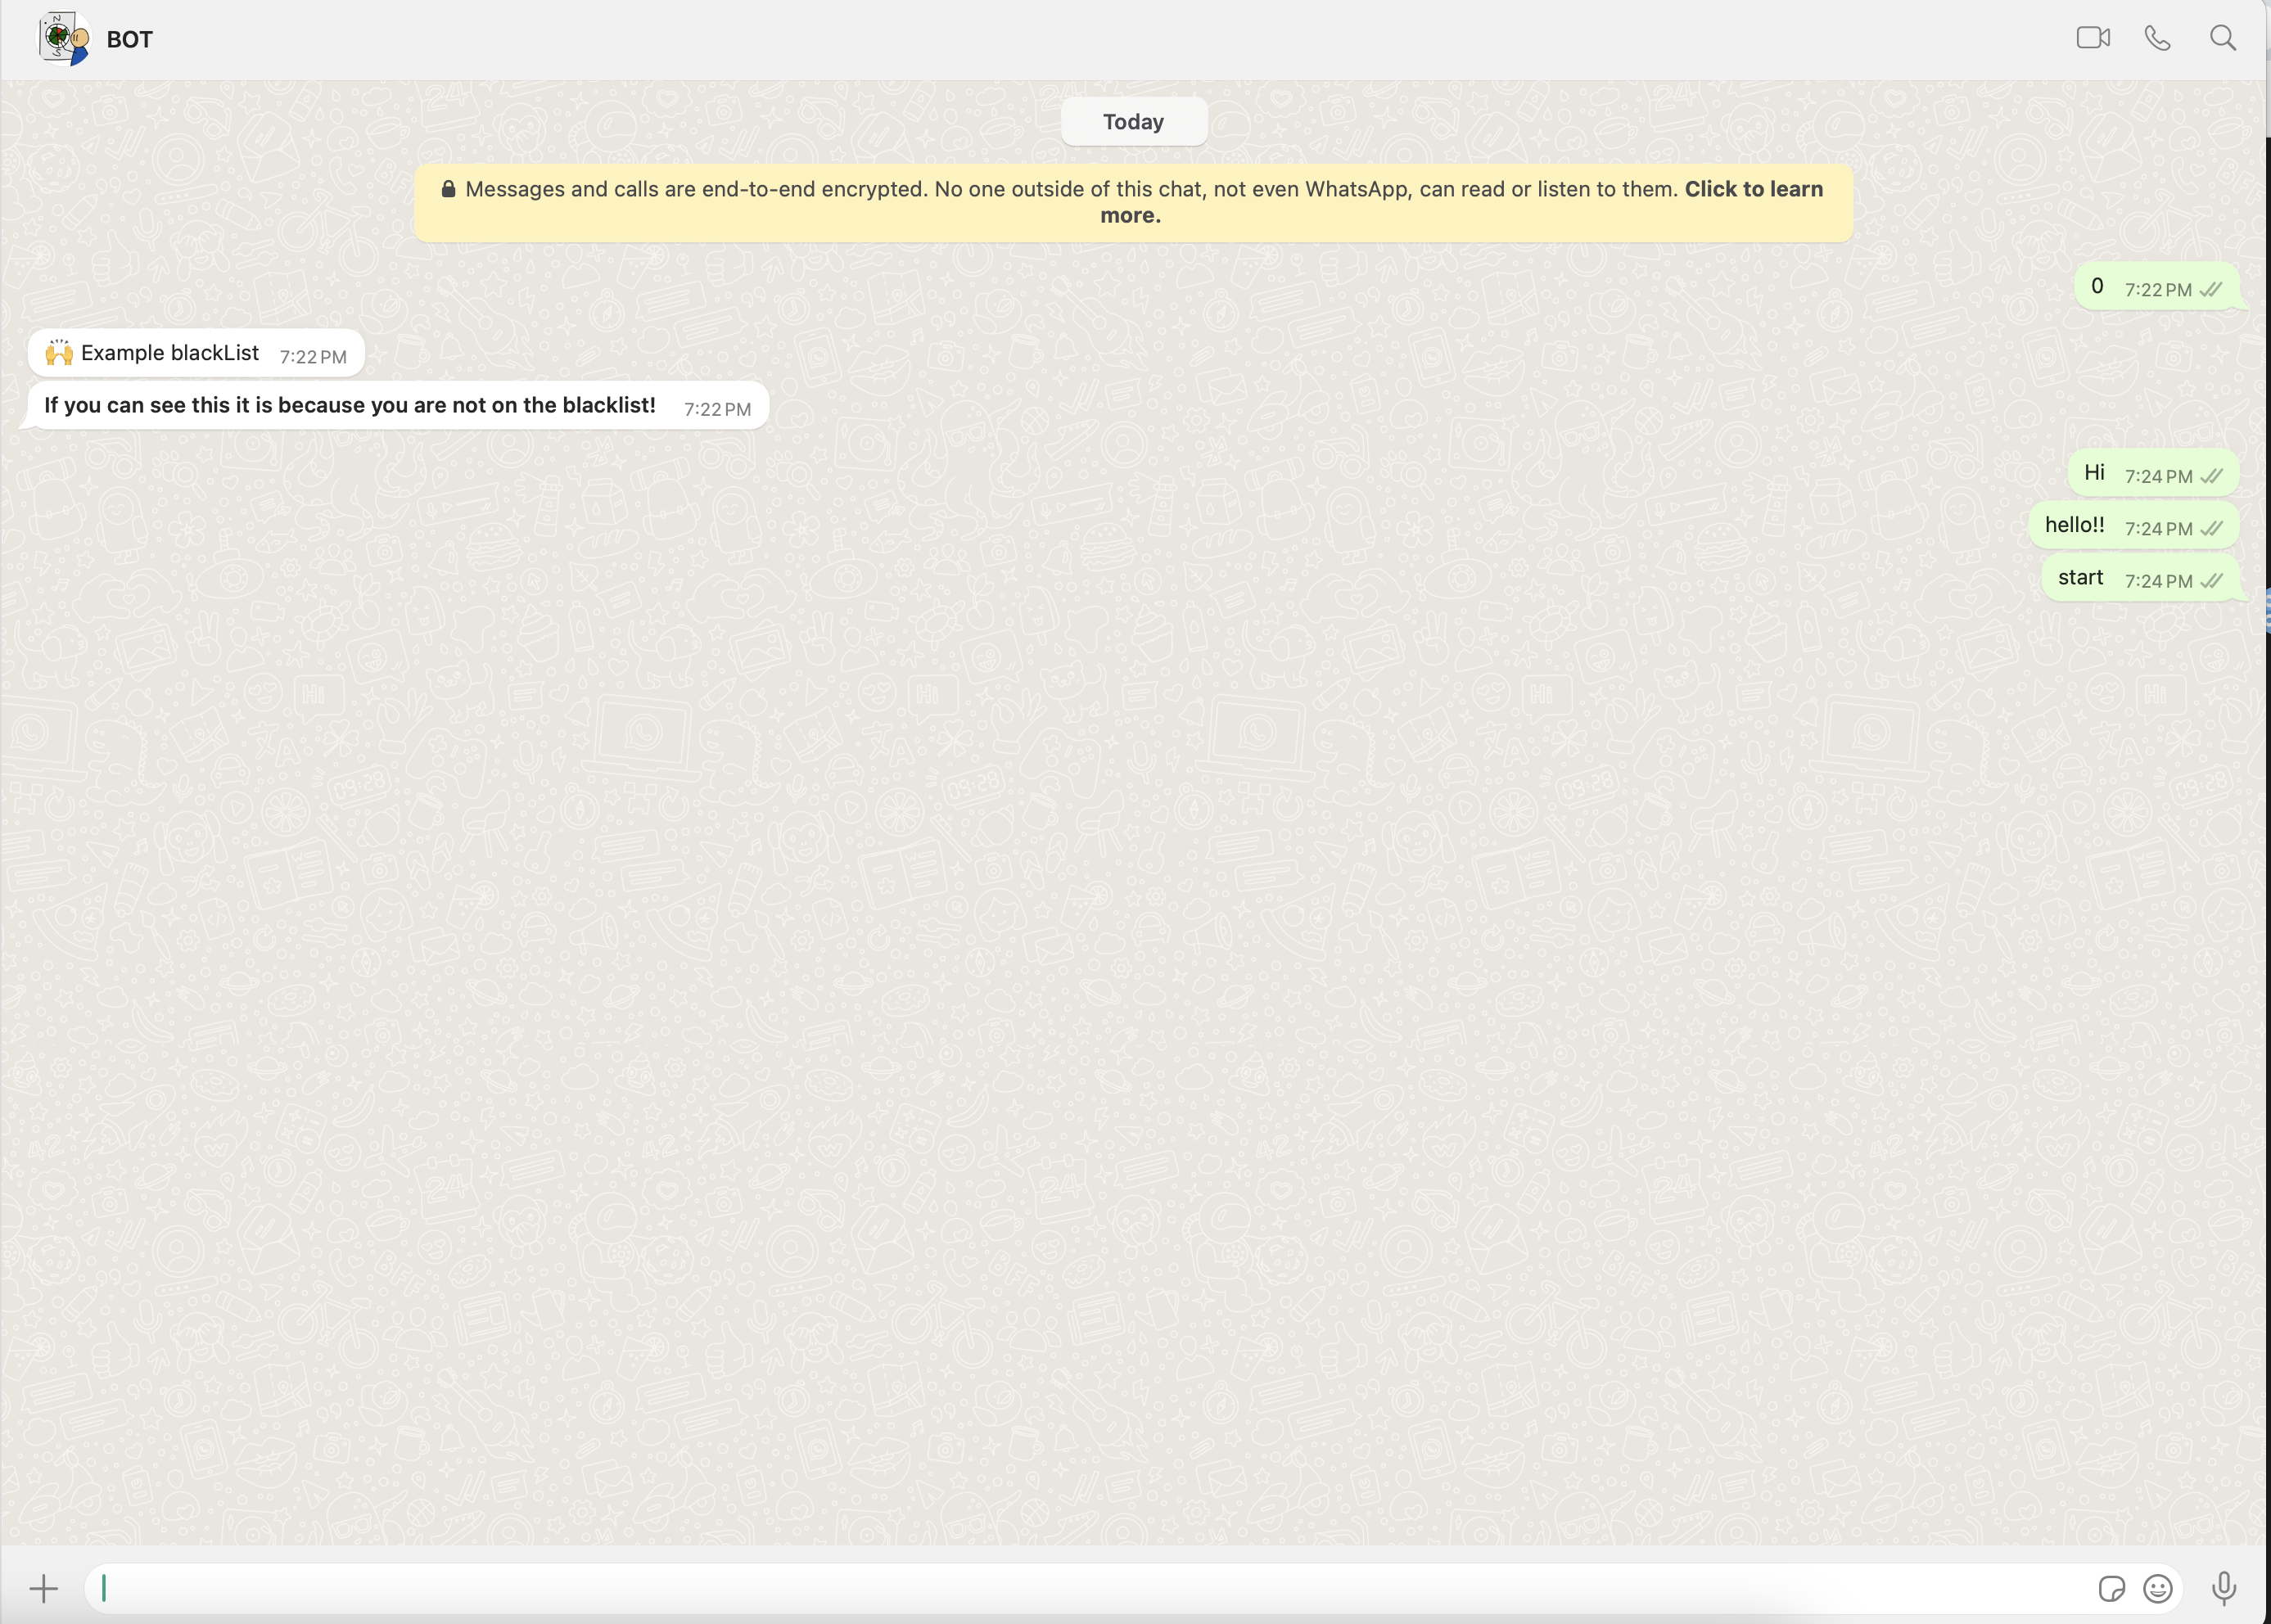 BOT
Today
Messages and calls are end-to-end encrypted. No one outside of this chat, not even WhatsApp, can read or listen to them. Click to learn
more.
0 7:22 PM
🙌 Example blackList 7:22 PM
If you can see this it is because you are not on the blacklist! 7:22 PM
Hi 7:24 PM
hello!! 7:24 PM
start 7:24 PM